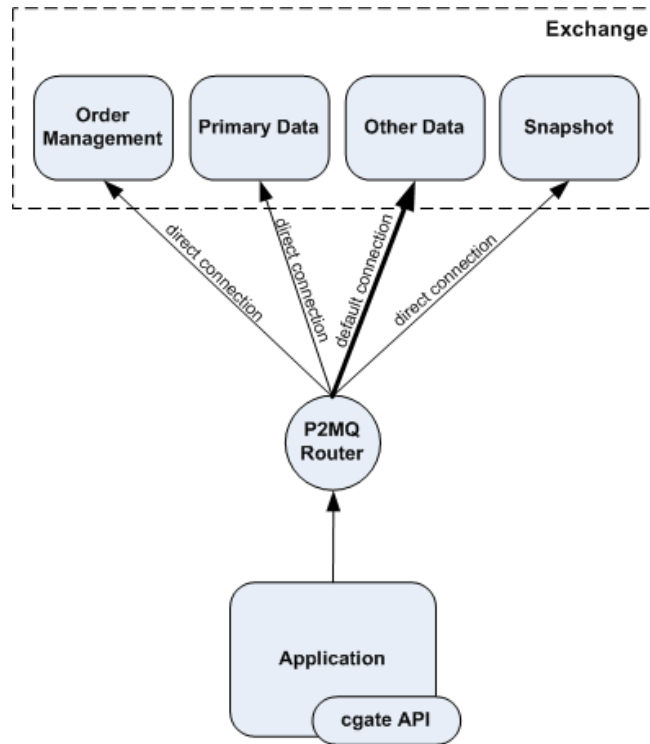 Exchange
Order
Management
Primary Data
Other Data
Snapshot
direct connection
direct connection
default connection
direct connection
P2MQ
Router
Application
cgate API